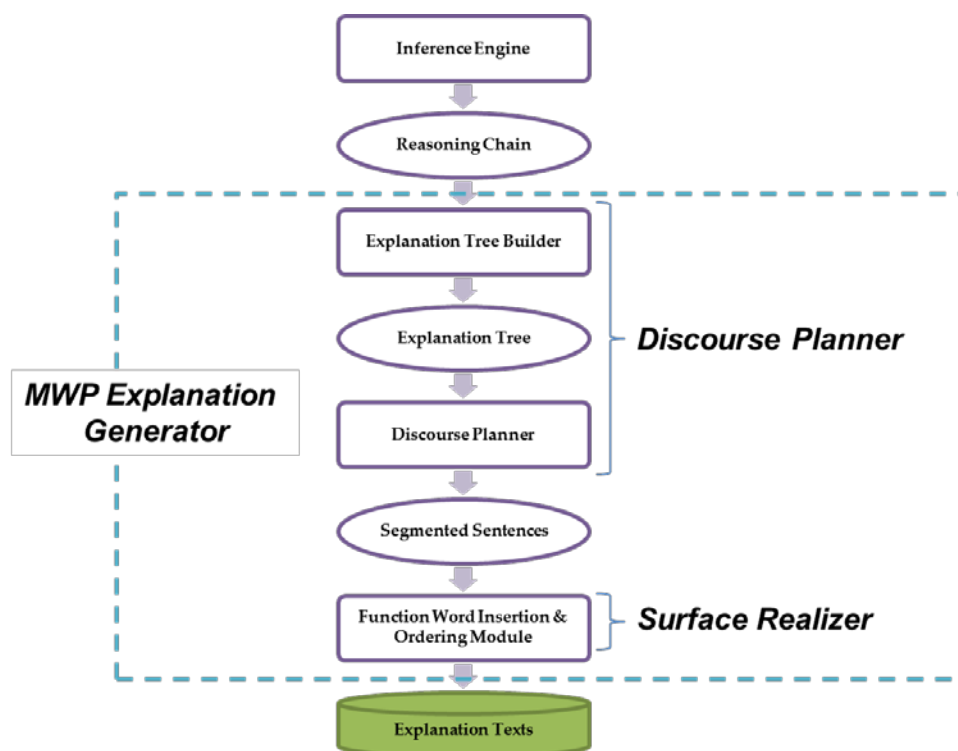 Inference Engine
Reasoning Chain
Explanation Tree Builder
Explanation Tree
Discourse Planner
MWP Explanation
Generator
Discourse Planner
Segmented Sentences
Function Word Insertion &
Ordering Module
Surface Realizer
Explanation Texts